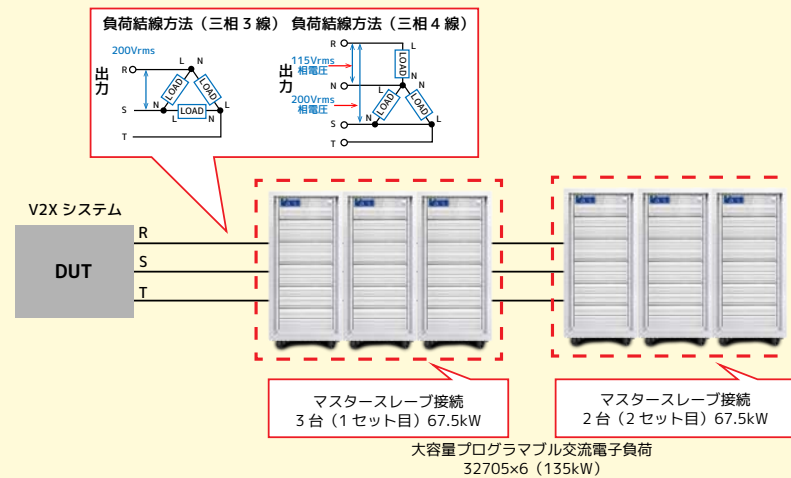 負荷結線方法（三相3線）
200Vrms
出力
R
S
T
L
N
LOAD
LOAD
N
L
LOAD
L
N
負荷結線方法（三相4線）
出力
R
115Vrms
相電圧
N
200Vrms
相電圧
S
T
L
LOAD
N
LOAD
LOAD
N
L
L
N
V2X システム
DUT
R
S
T
マスタースレーブ接続
3台（1セット目）67.5kW
マスタースレーブ接続
2台（2セット目）67.5kW
大容量プログラマブル交流電子負荷
32705×6（135kW）